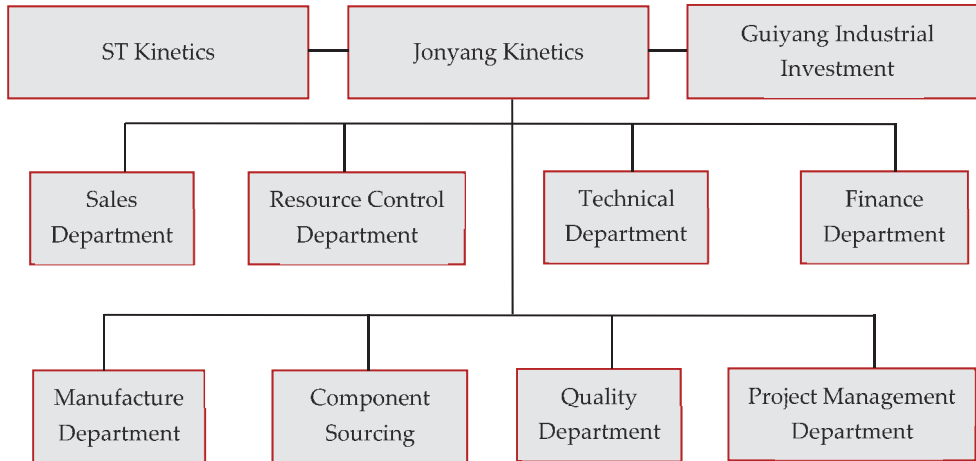 ST Kinetics
Jonyang Kinetics
Guiyang Industrial
Investment
Sales
Department
Resource Control
Department
Technical
Department
Finance
Department
Manufacture
Department
Component
Sourcing
Quality
Department
Project Management
Department